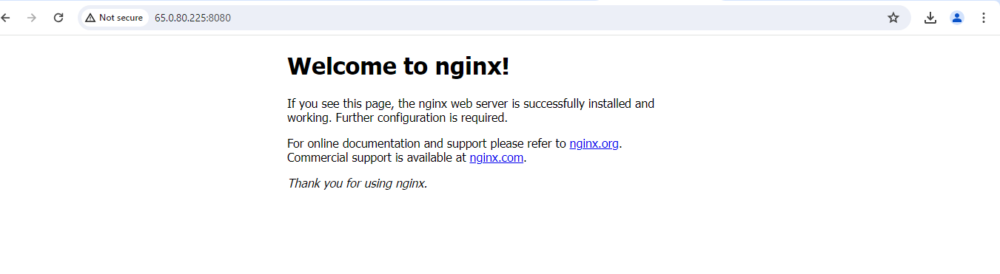 Not secure 65.0.80.225:8080
Welcome to nginx!
If you see this page, the nginx web server is successfully installed and
working. Further configuration is required.
For online documentation and support please refer to nginx.org.
Commercial support is available at nginx.com.
Thank you for using nginx.